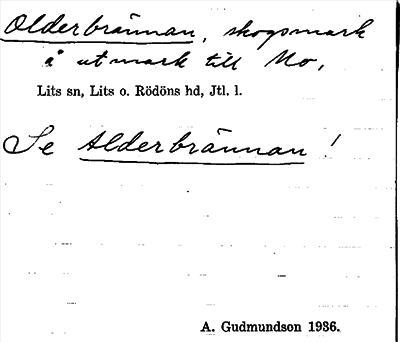 Olderbrännan, skogsmark
å utmark till Mo,
Lits sn, Lits o. Rödöns hd, Jtl. l.
Se Alderbrännan!
A. Gudmundson 1936.